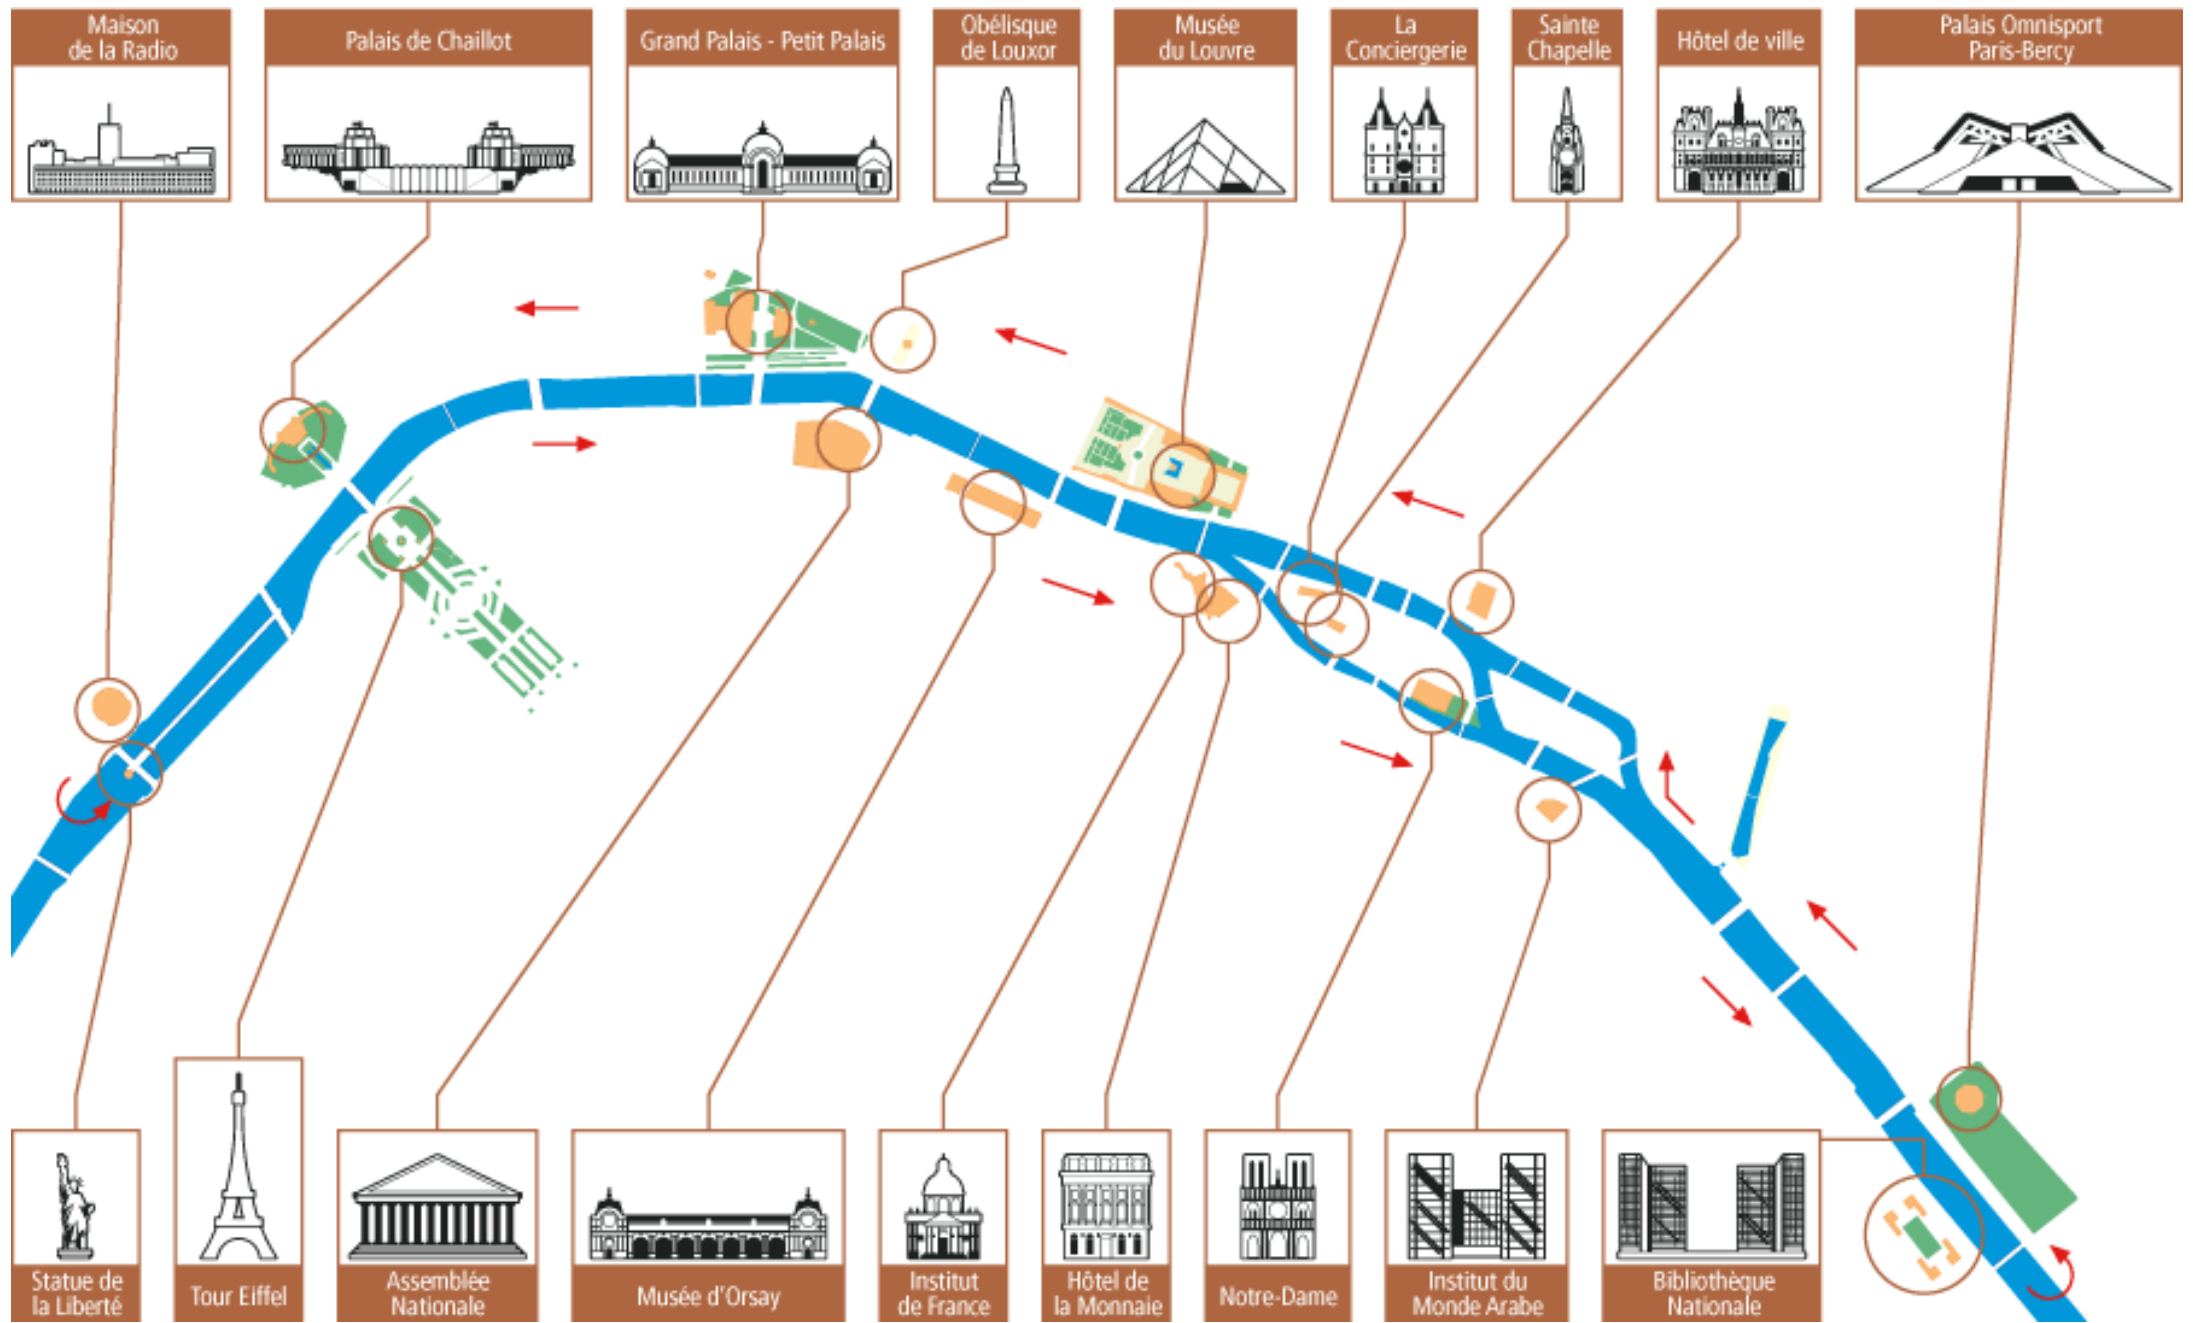 Maison
de la Radio
Palais de Chaillot
Grand Palais - Petit Palais
Obélisque
de Louxor
Musée
du Louvre
La
Conciergerie
Sainte
Chapelle
Hôtel de ville
Palais Omnisport
Paris-Bercy
Statue de
la Liberté
Tour Eiffel
Assemblée
Nationale
Musée d'Orsay
Institut
de France
Hôtel de
la Monnaie
Notre-Dame
Institut du
Monde Arabe
Bibliothèque
Nationale